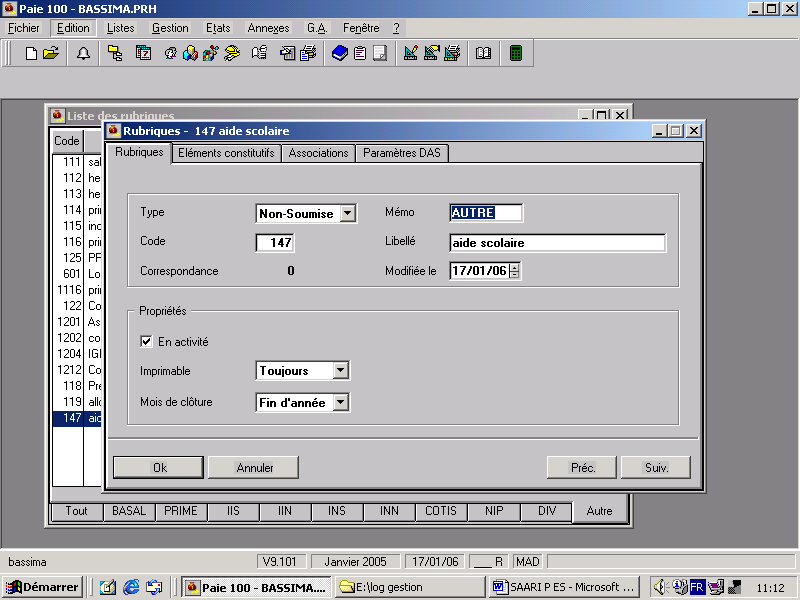 Paie 100 - BASSIMA.PRH
Fichier Edition Listes Gestion Etats Annexes G.A. Fenêtre ?
Liste des rubriques
Rubriques - 147 aide scolaire
Code
Rubriques Eléments constitutifs Associations Paramètres DAS
111 sal
112 he
113 he
114 pri
115 inc
116 pri
125 PF
601 Lo
1116 pri
122 Co
1201 As
1202 co
1204 IGI
1212 Co
118 Pre
119 allo
147 aid
Type Non-Soumise Mémo AUTRE
Code 147 Libellé aide scolaire
Correspondance 0 Modifiée le 17/01/06
Propriétés
En activité
Imprimable Toujours
Mois de clôture Fin d'année
Ok Annuler Préc. Suiv.
Tout BASAL PRIME IIS IIN INS INN COTIS NIP DIV Autre
bassima V9.101 Janvier 2005 17/01/06 ___ R MAD
Démarrer Paie 100 - BASSIMA.... E:\log gestion SAARI P ES - Microsoft ... FR 11:12